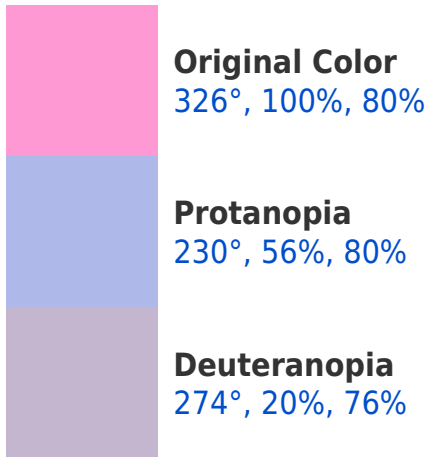 Original Color
326°, 100%, 80%
Protanopia
230°, 56%, 80%
Deuteranopia
274°, 20%, 76%